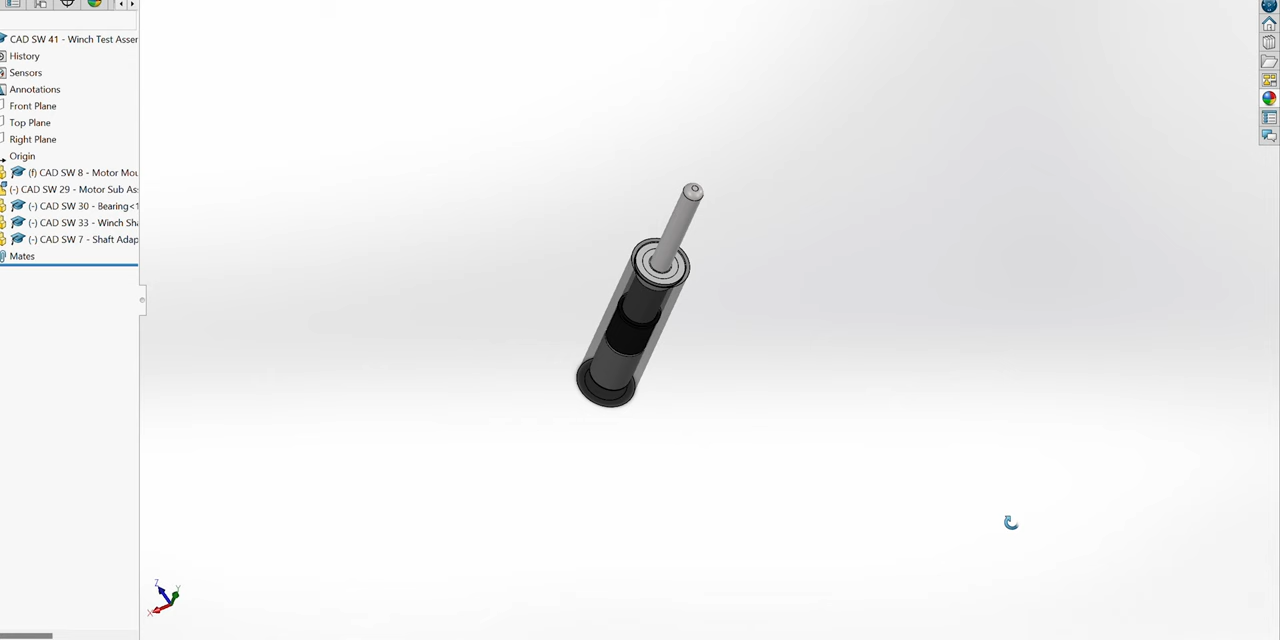 CAD SW 41 - Winch Test Asser
History
Sensors
Annotations
Front Plane
Top Plane
Right Plane
Origin
(f) CAD SW 8 - Motor Mou
(-) CAD SW 29 - Motor Sub Ass
(-) CAD SW 30 - Bearing<1
(-) CAD SW 33 - Winch Sha
(-) CAD SW 7 - Shaft Adap
Mates
Z
Y
X